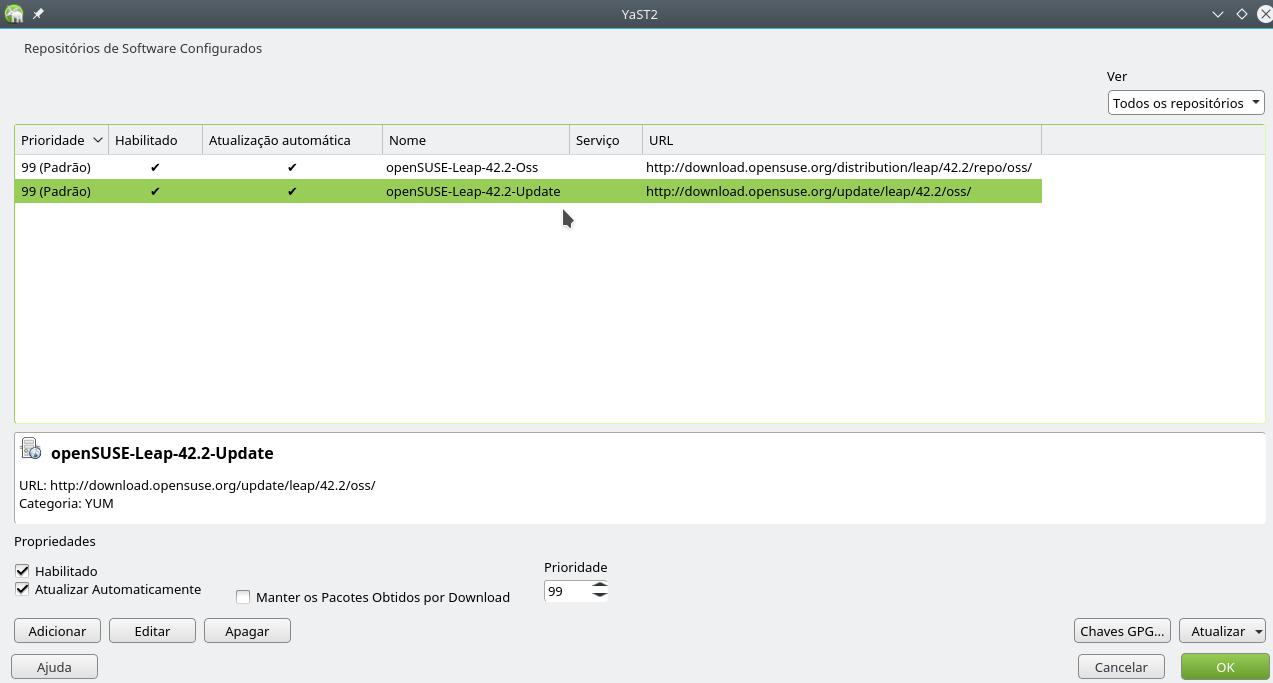 YaST2
Repositórios de Software Configurados
Ver
Todos os repositórios
Prioridade Habilitado Atualização automática Nome Serviço URL
99 (Padrão) ✔ ✔ openSUSE-Leap-42.2-Oss http://download.opensuse.org/distribution/leap/42.2/repo/oss/
99 (Padrão) ✔ ✔ openSUSE-Leap-42.2-Update http://download.opensuse.org/update/leap/42.2/oss/
openSUSE-Leap-42.2-Update
URL: http://download.opensuse.org/update/leap/42.2/oss/
Categoria: YUM
Propriedades
Habilitado
Atualizar Automaticamente
Manter os Pacotes Obtidos por Download
Prioridade
99
Adicionar Editar Apagar Chaves GPG... Atualizar
Ajuda Cancelar OK